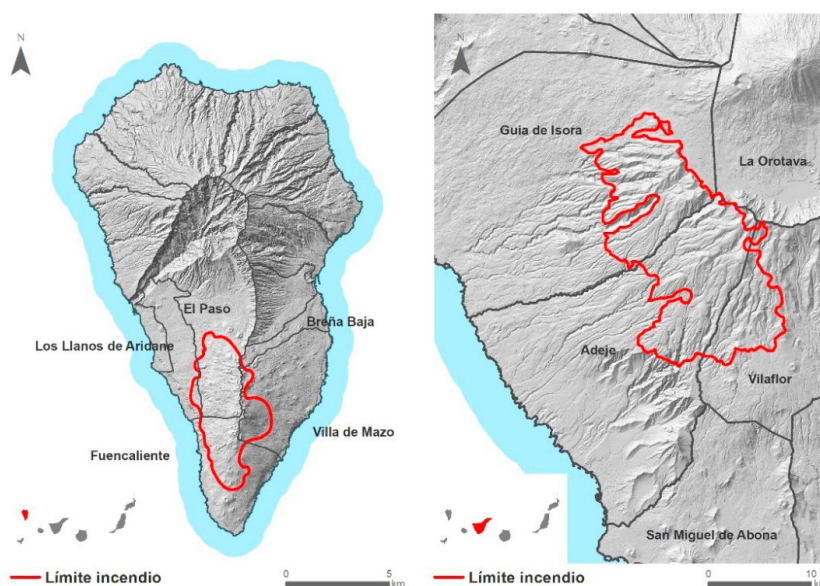 N
El Paso
Breña Baja
Los Llanos de Aridane
Villa de Mazo
Fuencaliente
Límite incendio
0 5
km
N
Guia de Isora
La Orotava
Adeje
Vilaflor
San Miguel de Abona
Límite incendio
0 10
km